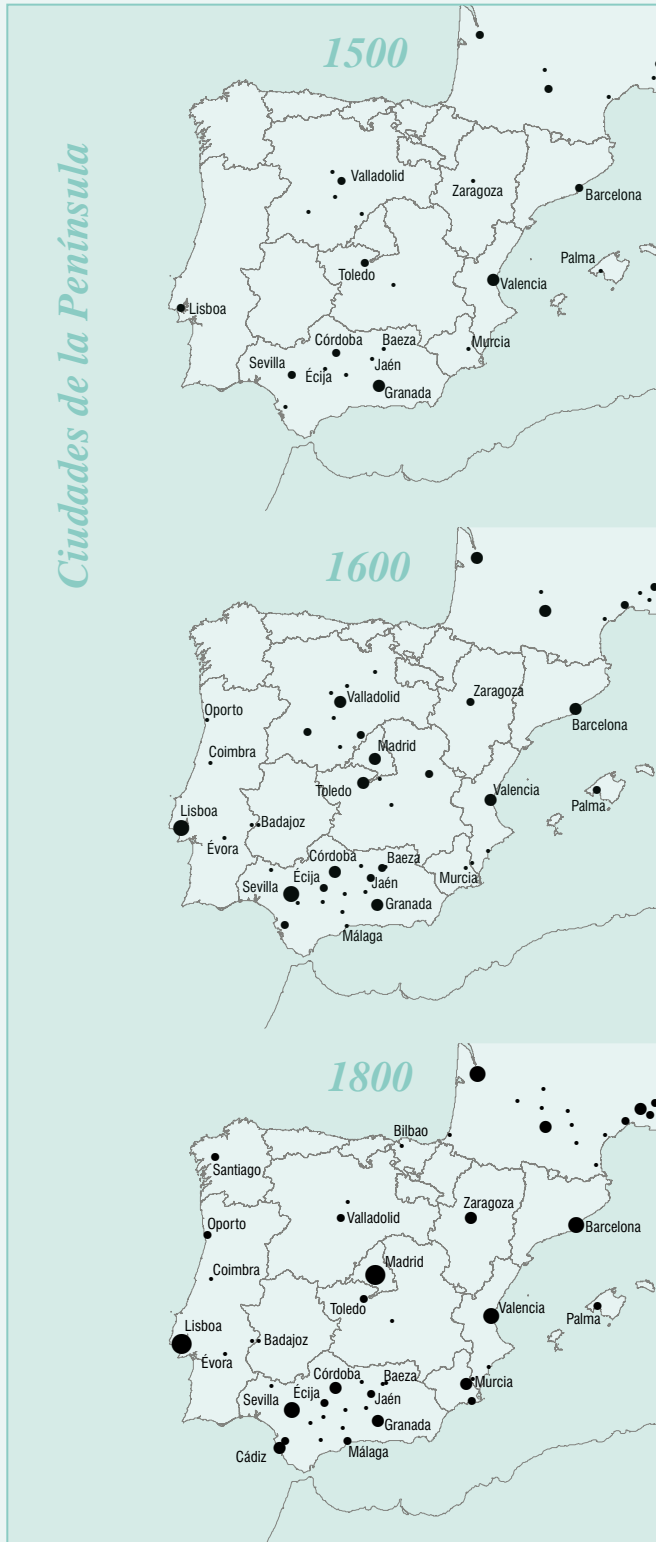 Ciudades de la Península
1500
Valladolid
Zaragoza
Barcelona
Palma
Toledo
Valencia
Lisboa
Córdoba
Baeza
Murcia
Sevilla
Écija
Jaén
Granada
1600
Zaragoza
Valladolid
Oporto
Barcelona
Madrid
Coimbra
Toledo
Valencia
Palma
Lisboa
Badajoz
Évora
Córdoba
Baeza
Écija
Jaén
Murcia
Sevilla
Granada
Málaga
1800
Bilbao
Santiago
Zaragoza
Valladolid
Oporto
Barcelona
Madrid
Coimbra
Toledo
Valencia
Palma
Lisboa
Badajoz
Évora
Córdoba
Baeza
Murcia
Sevilla
Écija
Jaén
Granada
Cádiz
Málaga